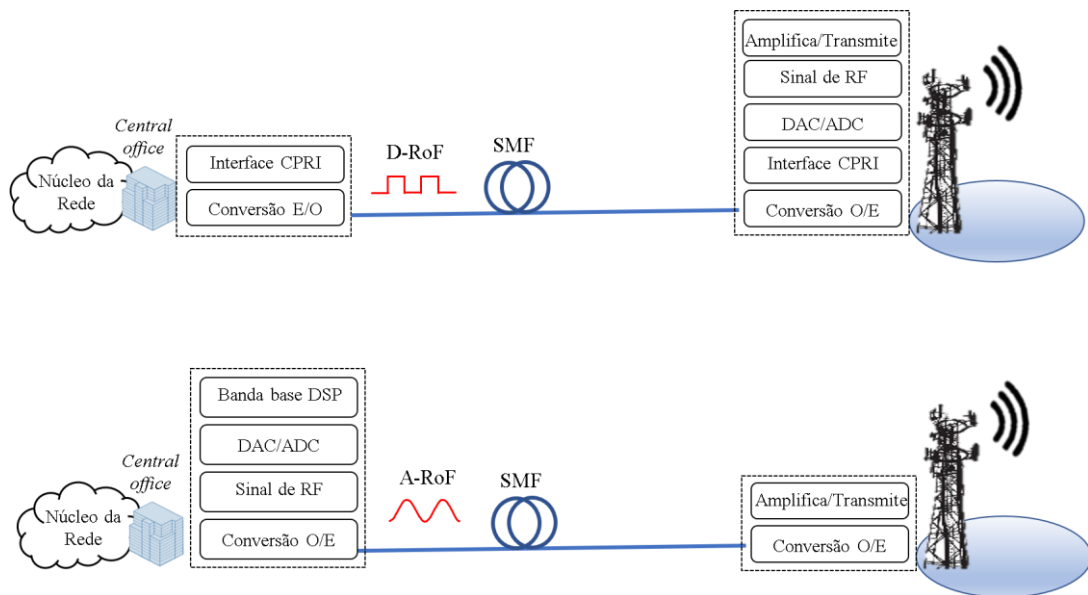 Central
office
Núcleo da
Rede
Interface CPRI
Conversão E/O
D-RoF
SMF
Amplifica/Transmite
Sinal de RF
DAC/ADC
Interface CPRI
Conversão O/E
Central
office
Núcleo da
Rede
Banda base DSP
DAC/ADC
Sinal de RF
Conversão O/E
A-RoF
SMF
Amplifica/Transmite
Conversão O/E